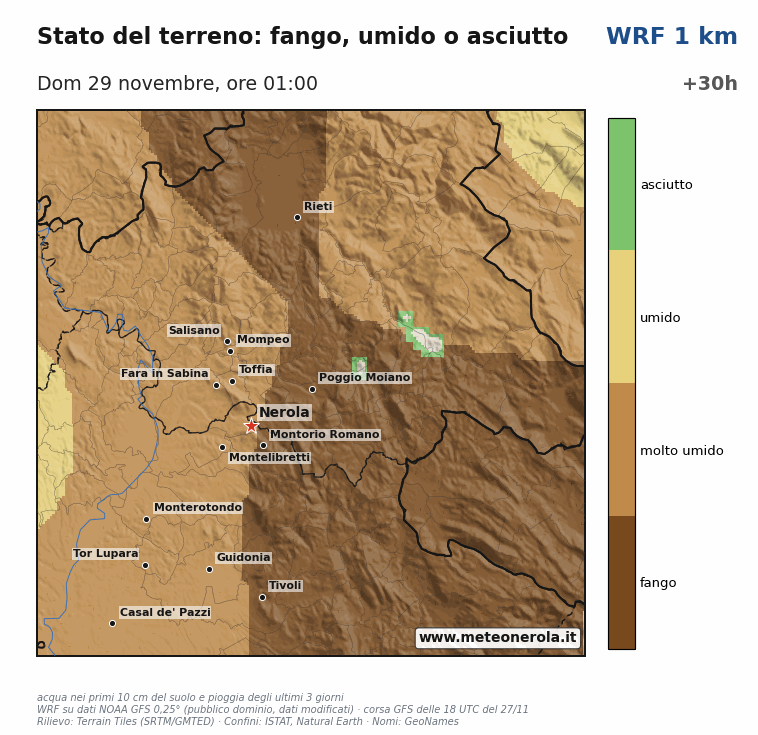 Stato del terreno: fango, umido o asciutto
WRF 1 km
Dom 29 novembre, ore 01:00
+30h
asciutto
Rieti
umido
Salisano
Mompeo
Fara in Sabina
Toffia
Poggio Moiano
Nerola
Montorio Romano
molto umido
Montelibretti
Monterotondo
Tor Lupara
Guidonia
fango
Tivoli
Casal de' Pazzi
www.meteonerola.it
acqua nei primi 10 cm del suolo e pioggia degli ultimi 3 giorni
WRF su dati NOAA GFS 0,25° (pubblico dominio, dati modificati) · corsa GFS delle 18 UTC del 27/11
Rilievo: Terrain Tiles (SRTM/GMTED) · Confini: ISTAT, Natural Earth · Nomi: GeoNames